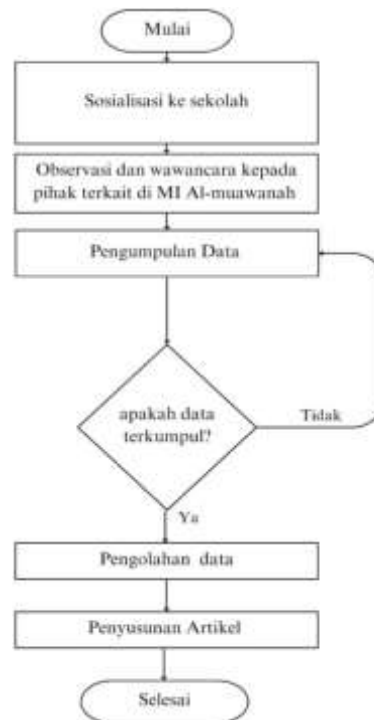 Mulai
Sosialisasi ke sekolah
Observasi dan wawancara kepada
pihak terkait di MI Al-muawanah
Pengumpulan Data
apakah data
terkumpul?
Tidak
Ya
Pengolahan data
Penyusunan Artikel
Selesai